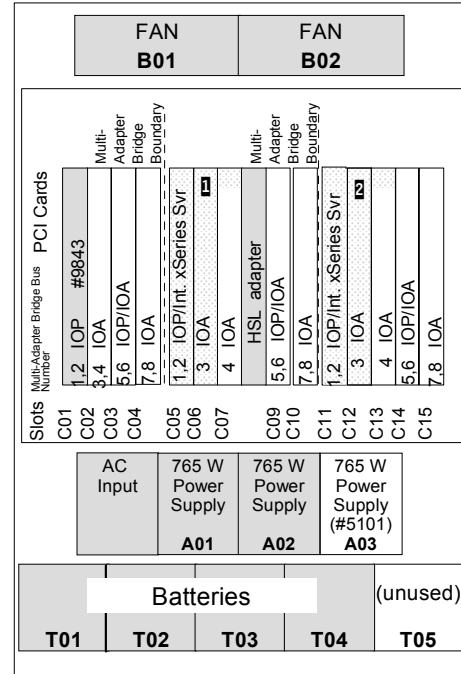 FAN
B01
FAN
B02
Multi-
Adapter
Bridge
Boundary
Multi-
Adapter
Bridge
Boundary
PCI Cards
Multi-Adapter Bridge Bus
Number
Slots
1,2 IOP #9843
3,4 IOA
5,6 IOP/IOA
7,8 IOA
1,2 IOP/Int. xSeries Svr
3 IOA 1
4 IOA
HSL adapter
5,6 IOP/IOA
7,8 IOA
1,2 IOP/Int. xSeries Svr
3 IOA 2
4 IOA
5,6 IOP/IOA
7,8 IOA
C01
C02
C03
C04
C05
C06
C07
C09
C10
C11
C12
C13
C14
C15
AC
Input
765 W
Power
Supply
A01
765 W
Power
Supply
A02
765 W
Power
Supply
(#5101)
A03
Batteries
(unused)
T01
T02
T03
T04
T05